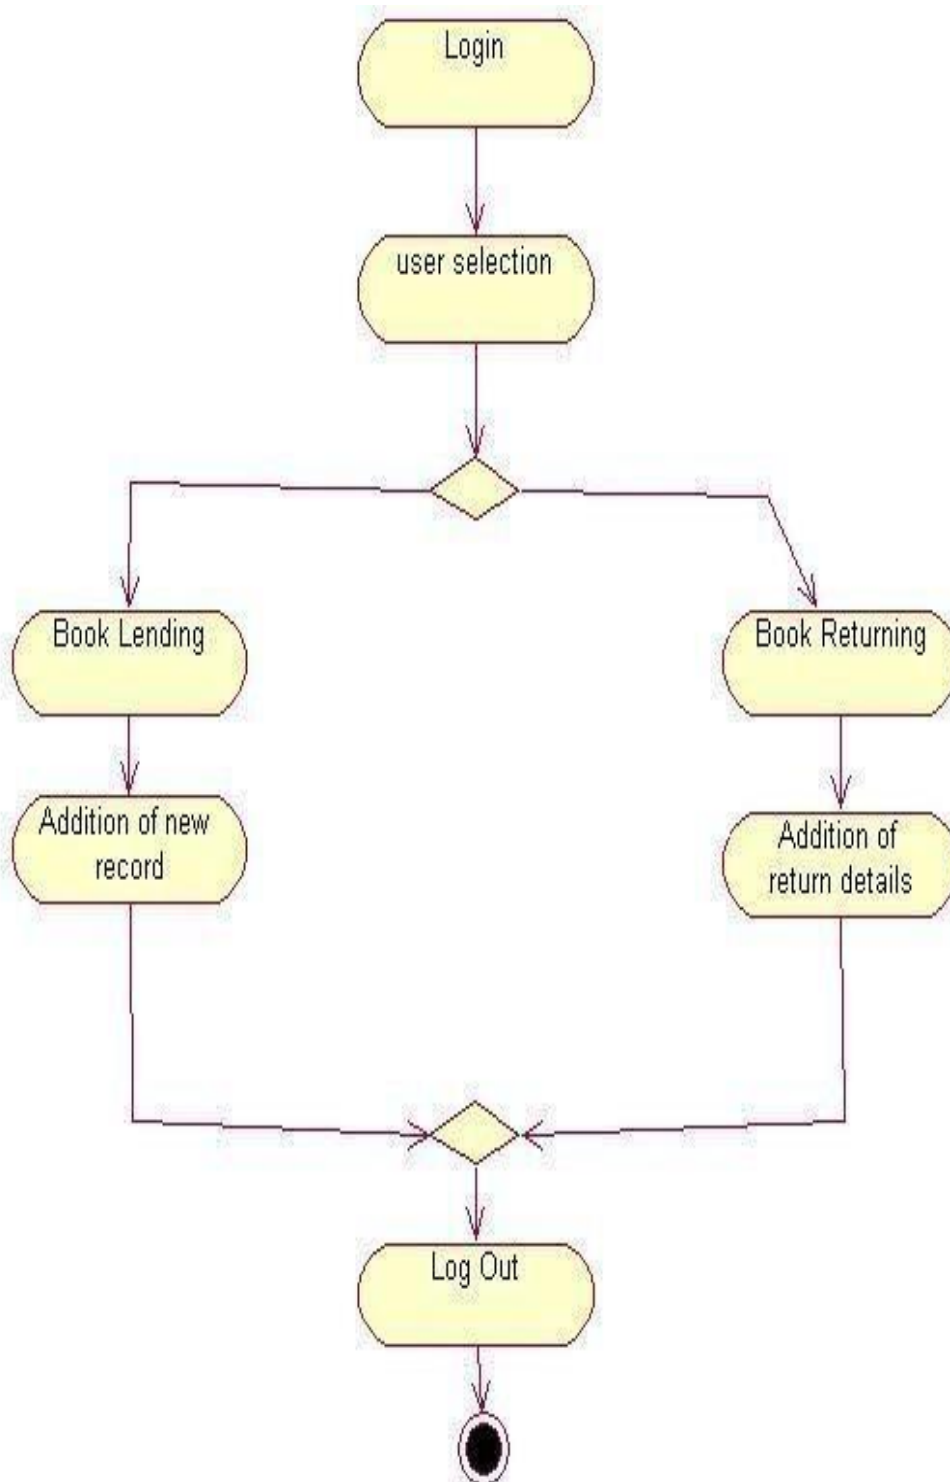 Login
user selection
Book Lending
Book Returning
Addition of new
record
Addition of
return details
Log Out